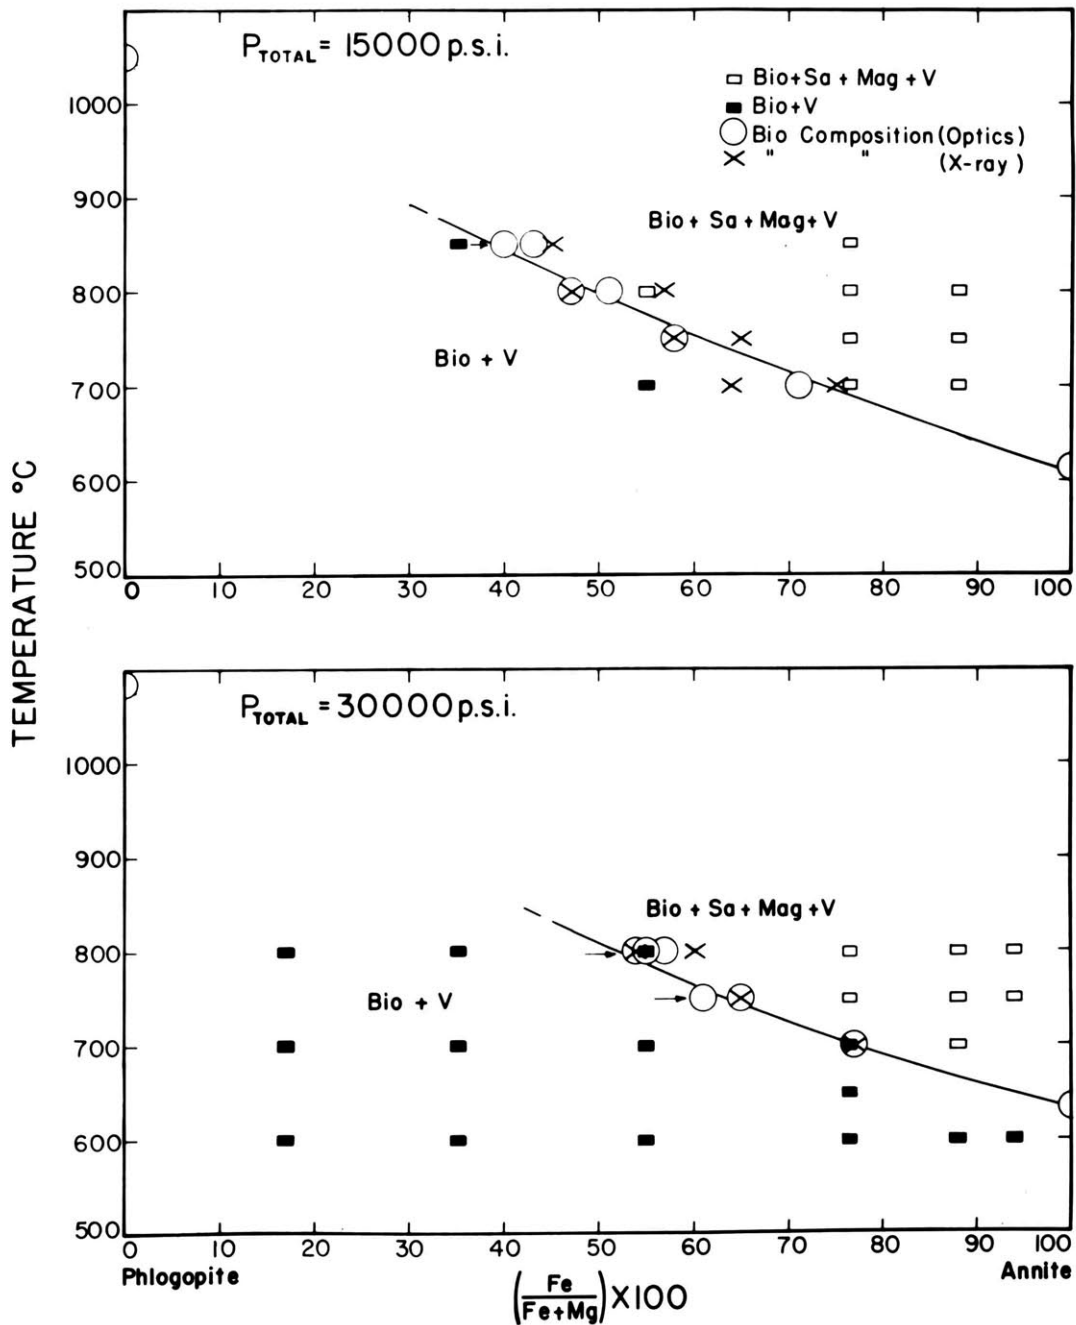 P_TOTAL = 15000 p.s.i.
Bio+Sa+Mag+V
Bio+V
Bio Composition (Optics)
" " (X-ray)
Bio+Sa+Mag+V
Bio + V
1000
900
800
700
600
500
0 10 20 30 40 50 60 70 80 90 100
TEMPERATURE °C
P_TOTAL = 30000 p.s.i.
Bio + Sa+Mag+V
Bio + V
1000
900
800
700
600
500
0 10 20 30 40 50 60 70 80 90 100
Phlogopite Annite
(Fe/Fe+Mg)X100